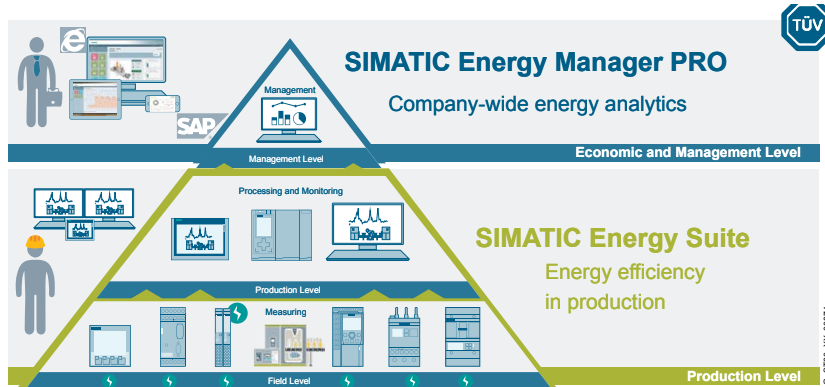 TÜV
SIMATIC Energy Manager PRO
Company-wide energy analytics
SAP
Management
Economic and Management Level
Management Level
Processing and Monitoring
SIMATIC Energy Suite
Energy efficiency
in production
Production Level
Measuring
Field Level
Production Level